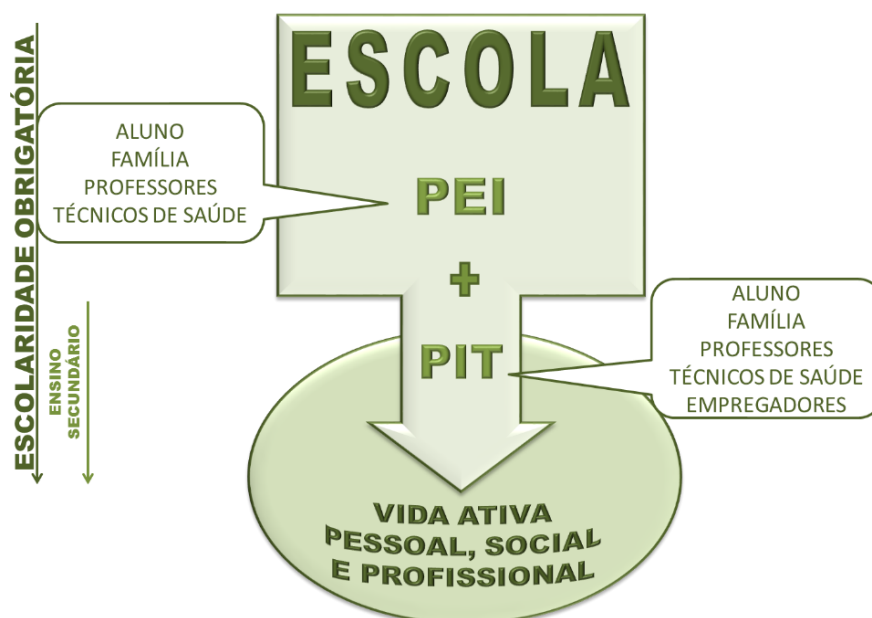 ESCOLARIDADE OBRIGATÓRIA
ENSINO
SECUNDÁRIO
ESCOLA
ALUNO
FAMÍLIA
PROFESSORES
TÉCNICOS DE SAÚDE
PEI
+
PIT
ALUNO
FAMÍLIA
PROFESSORES
TÉCNICOS DE SAÚDE
EMPREGADORES
VIDA ATIVA
PESSOAL, SOCIAL
E PROFISSIONAL